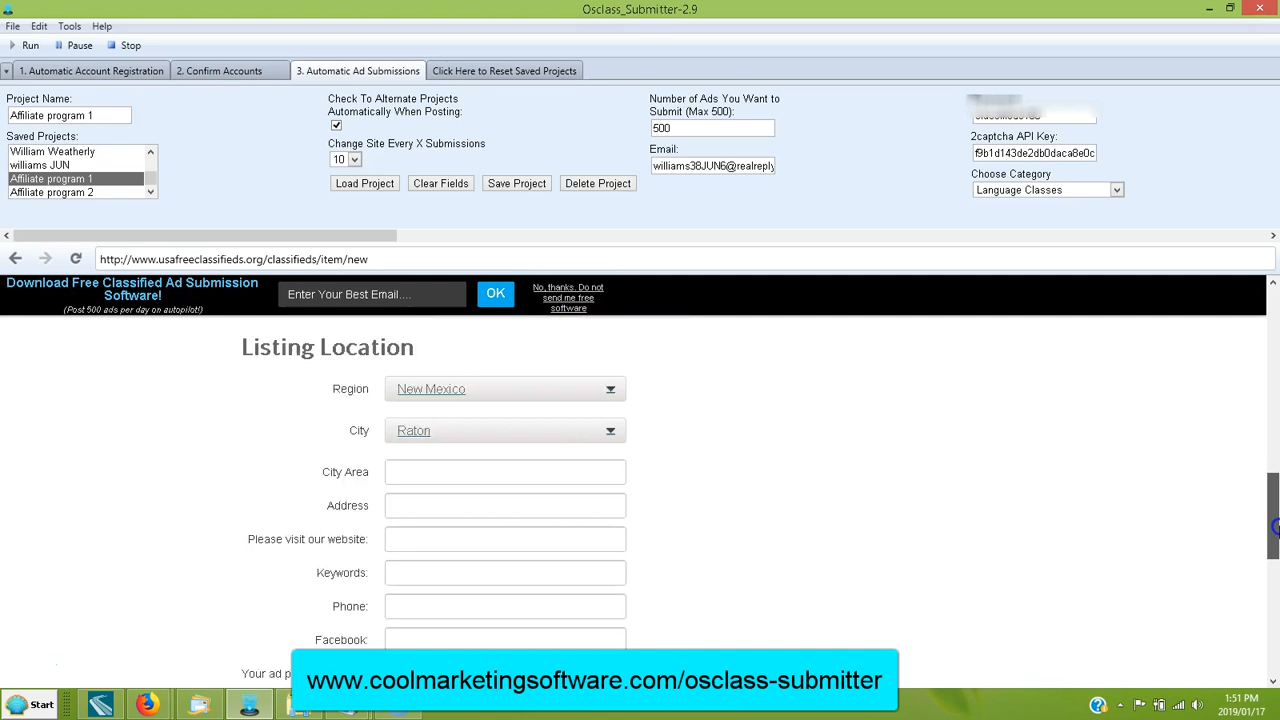 Osclass_Submitter-2.9
File Edit Tools Help
Run Pause Stop
1. Automatic Account Registration 2. Confirm Accounts 3. Automatic Ad Submissions Click Here to Reset Saved Projects
Project Name:
Affiliate program 1
Saved Projects:
William Weatherly
williams JUN
Affiliate program 1
Affiliate program 2
Check To Alternate Projects
Automatically When Posting:
Change Site Every X Submissions
10
Load Project Clear Fields Save Project Delete Project
Number of Ads You Want to
Submit (Max 500):
500
Email:
williams38JUN6@realreply
2captcha API Key:
f9b1d143de2db0daca8e0c
Choose Category
Language Classes
http://www.usafreeclassifieds.org/classifieds/item/new
Download Free Classified Ad Submission
Software!
(Post 500 ads per day on autopilot!)
Enter Your Best Email....
OK
No, thanks. Do not
send me free
software
Listing Location
Region New Mexico
City Raton
City Area
Address
Please visit our website:
Keywords:
Phone:
Facebook:
Your ad p
www.coolmarketingsoftware.com/osclass-submitter
Start
1:51 PM
2019/01/17